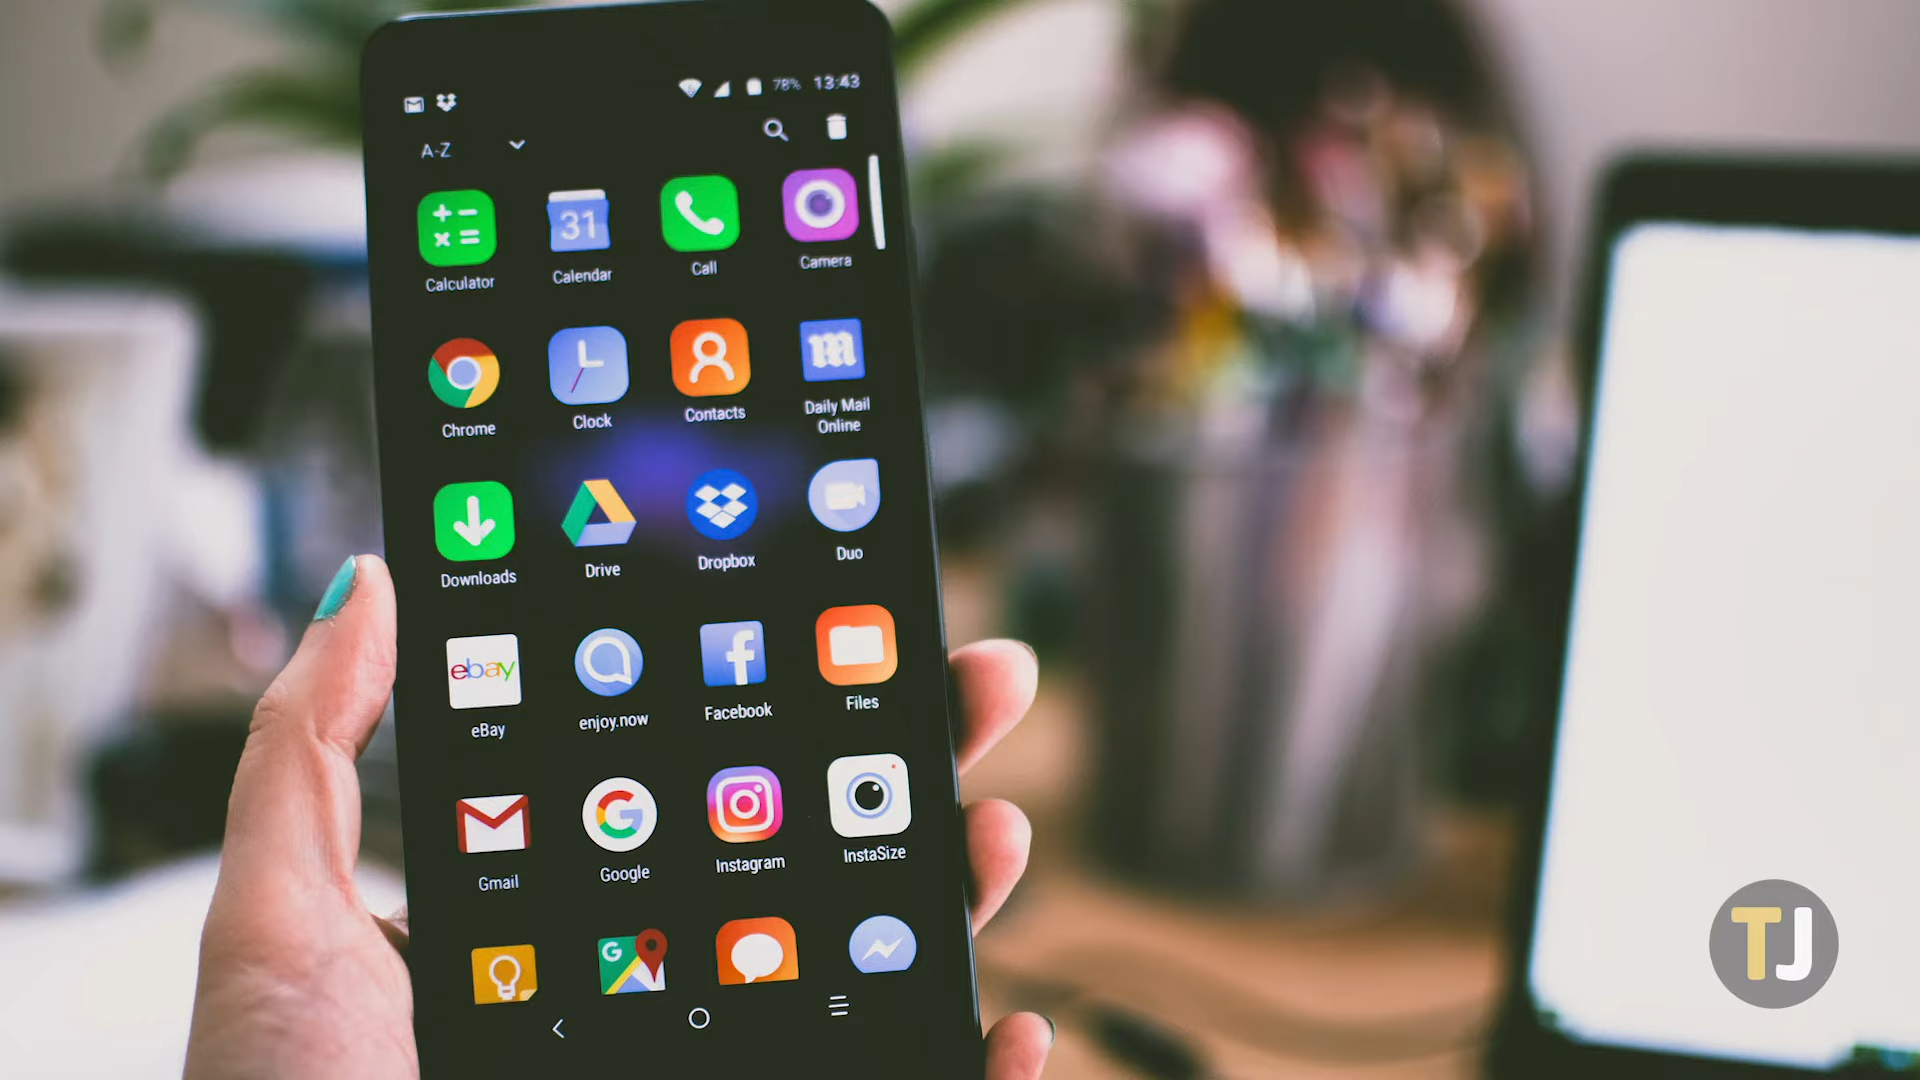 78% 13:43
A-Z
31
Calculator Calendar Call Camera
m
Chrome Clock Contacts Daily Mail
Online
Downloads Drive Dropbox Duo
ebay f
eBay enjoy.now Facebook Files
G
Gmail Google Instagram InstaSize
G
TJ